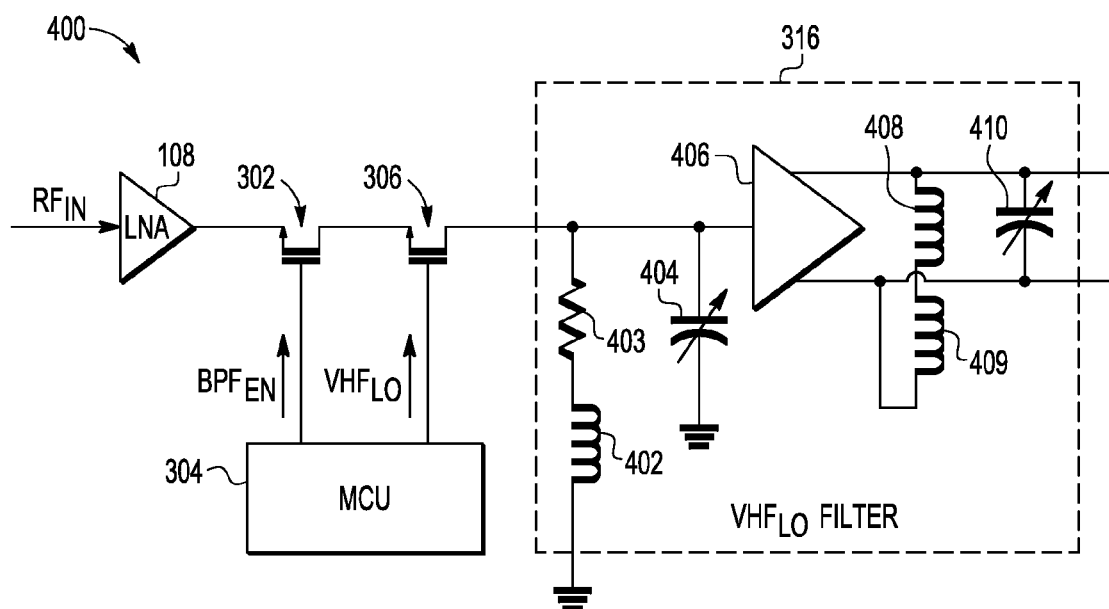 400
316
108
302
306
406
408
410
RF_IN
LNA
404
403
409
BPF_EN
VHF_LO
402
304
MCU
VHF_LO FILTER